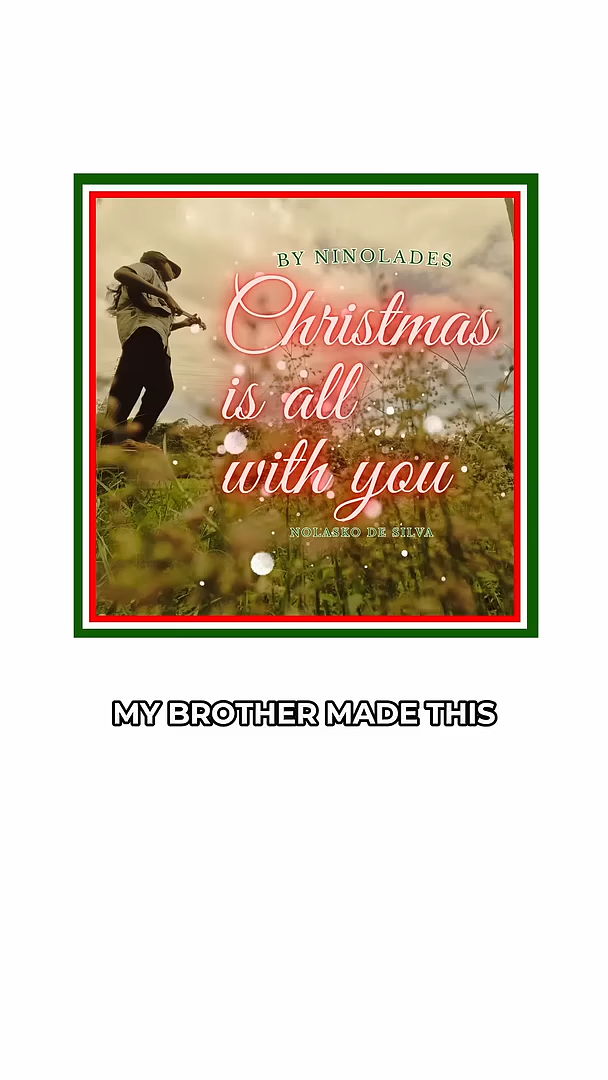 BY NINOLADES
Christmas
is all
with you
NOLASKO DE SILVA
MY BROTHER MADE THIS